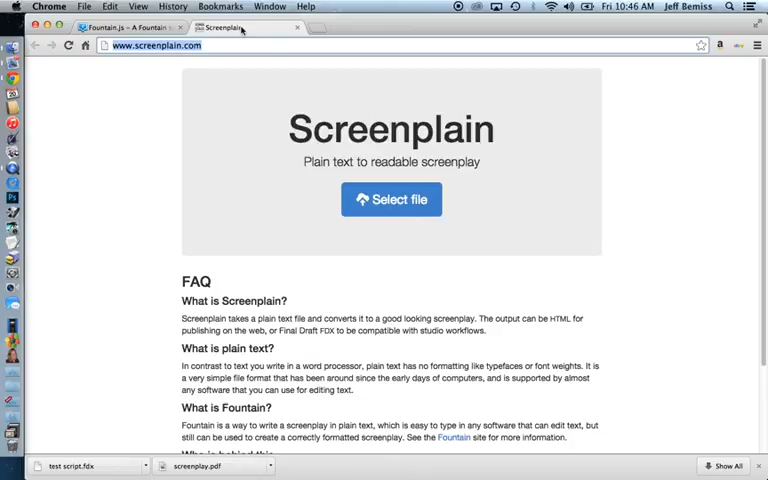 Chrome File Edit View History Bookmarks Window Help Fri 10:46 AM Jeff Bemiss
Fountain.js – A Fountain s Screenplain
www.screenplain.com
Screenplain
Plain text to readable screenplay
Select file
FAQ
What is Screenplain?
Screenplain takes a plain text file and converts it to a good looking screenplay. The output can be HTML for
publishing on the web, or Final Draft FDX to be compatible with studio workflows.
What is plain text?
In contrast to text you write in a word processor, plain text has no formatting like typefaces or font weights. It is
a very simple file format that has been around since the early days of computers, and is supported by almost
any software that you can use for editing text.
What is Fountain?
Fountain is a way to write a screenplay in plain text, which is easy to type in any software that can edit text, but
still can be used to create a correctly formatted screenplay. See the Fountain site for more information.
Who is behind this
test script.fdx screenplay.pdf Show All